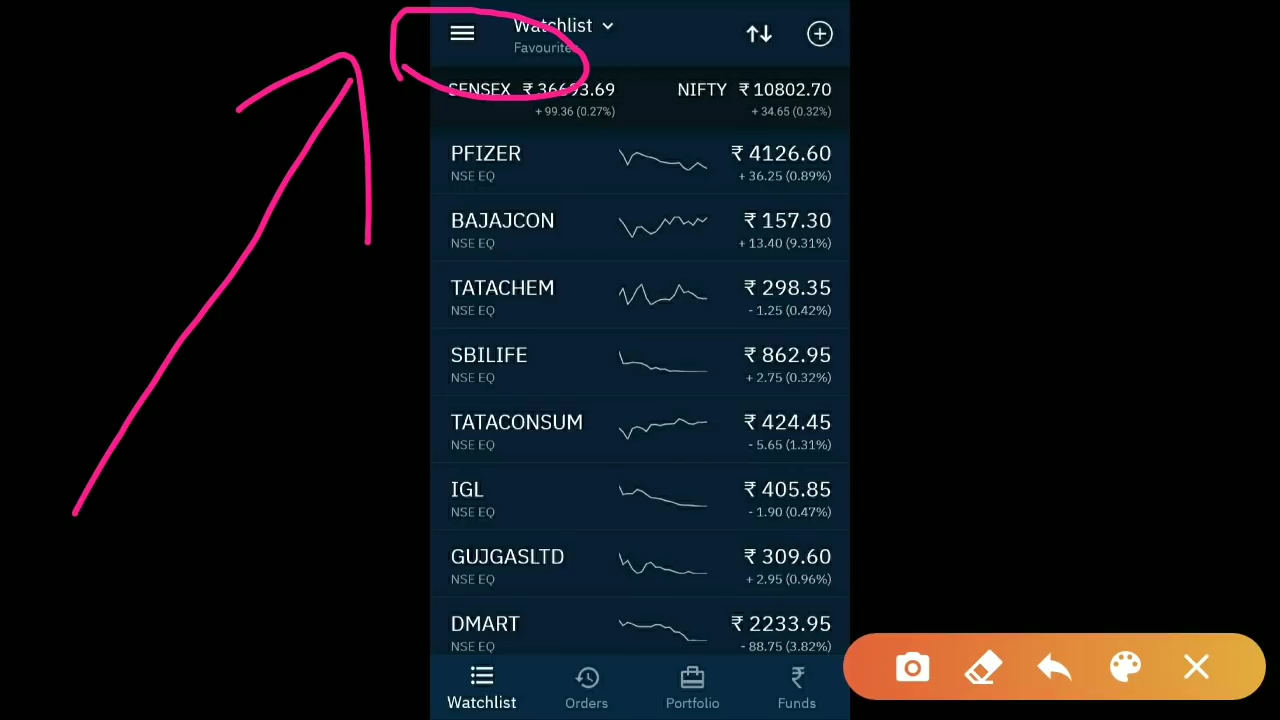 Watchlist
Favourites
SENSEX ₹ 36693.69
+ 99.36 (0.27%)
NIFTY ₹ 10802.70
+ 34.65 (0.32%)
PFIZER ₹ 4126.60
NSE EQ + 36.25 (0.89%)
BAJAJCON ₹ 157.30
NSE EQ + 13.40 (9.31%)
TATACHEM ₹ 298.35
NSE EQ - 1.25 (0.42%)
SBILIFE ₹ 862.95
NSE EQ + 2.75 (0.32%)
TATACONSUM ₹ 424.45
NSE EQ - 5.65 (1.31%)
IGL ₹ 405.85
NSE EQ - 1.90 (0.47%)
GUJGASLTD ₹ 309.60
NSE EQ + 2.95 (0.96%)
DMART ₹ 2233.95
NSE EQ - 88.75 (3.82%)
Watchlist Orders Portfolio Funds